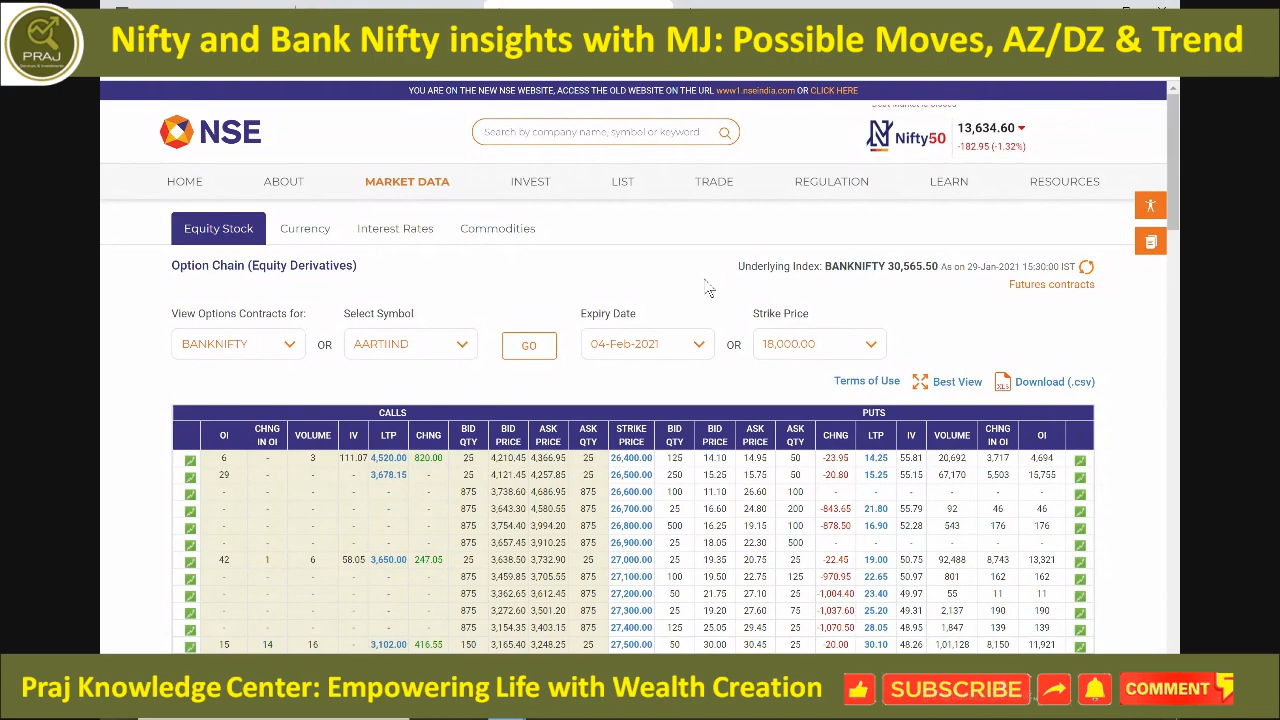 Nifty and Bank Nifty insights with MJ: Possible Moves, AZ/DZ & Trend
PRAJ
YOU ARE ON THE NEW NSE WEBSITE, ACCESS THE OLD WEBSITE ON THE URL www1.nseindia.com OR CLICK HERE
NSE
Search by company name, symbol or keyword
Nifty50
13,634.60
-182.95 (-1.32%)
HOME ABOUT MARKET DATA INVEST LIST TRADE REGULATION LEARN RESOURCES
Equity Stock Currency Interest Rates Commodities
Option Chain (Equity Derivatives)
Underlying Index: BANKNIFTY 30,565.50 As on 29-Jan-2021 15:30:00 IST
Futures contracts
View Options Contracts for: Select Symbol Expiry Date Strike Price
BANKNIFTY OR AARTIIND GO 04-Feb-2021 OR 18,000.00
Terms of Use Best View Download (.csv)
CALLS PUTS
OI CHNG IN OI VOLUME IV LTP CHNG BID QTY BID PRICE ASK PRICE ASK QTY STRIKE PRICE BID QTY BID PRICE ASK PRICE ASK QTY CHNG LTP IV VOLUME CHNG IN OI OI
6 - 3 111.07 4,520.00 820.00 25 4,210.45 4,366.95 25 26,400.00 125 14.10 14.95 50 -23.95 14.25 55.81 20,692 3,717 4,694
29 - - - 3,678.15 - 25 4,121.45 4,257.85 25 26,500.00 250 15.25 15.75 50 -20.80 15.25 55.15 67,170 5,503 15,755
- - - - - - 875 3,738.60 4,686.95 875 26,600.00 100 11.10 26.60 100 - - - - - -
- - - - - - 875 3,643.30 4,580.55 875 26,700.00 25 16.60 24.80 200 -843.65 21.80 55.79 92 46 46
- - - - - - 875 3,754.40 3,994.20 875 26,800.00 500 16.60 19.15 100 -878.50 16.90 52.28 543 176 176
- - - - - - 875 3,657.45 3,910.05 875 26,900.00 25 18.05 22.30 500 - - - - - -
42 1 6 58.05 3,650.00 247.05 25 3,638.50 3,732.90 25 27,000.00 25 19.35 20.75 25 -22.45 19.00 50.75 92,488 8,743 13,321
- - - - - - 875 3,459.85 3,705.55 875 27,100.00 100 19.50 22.75 125 -970.95 22.65 50.97 801 162 162
- - - - - - 875 3,362.65 3,612.45 875 27,200.00 50 21.75 27.10 25 -1,004.40 23.40 49.97 55 11 11
- - - - - - 875 3,272.60 3,501.20 875 27,300.00 25 19.20 27.60 75 -1,037.60 25.20 49.31 2,137 190 190
- - - - - - 875 3,154.35 3,403.15 875 27,400.00 125 25.05 29.45 25 -1,070.50 28.05 48.96 1,847 139 139
15 14 16 - 3,102.00 416.55 150 3,165.40 3,248.25 25 27,500.00 50 30.00 30.45 25 -20.00 30.10 48.26 1,01,128 8,150 11,921
Praj Knowledge Center: Empowering Life with Wealth Creation
SUBSCRIBE
COMMENT